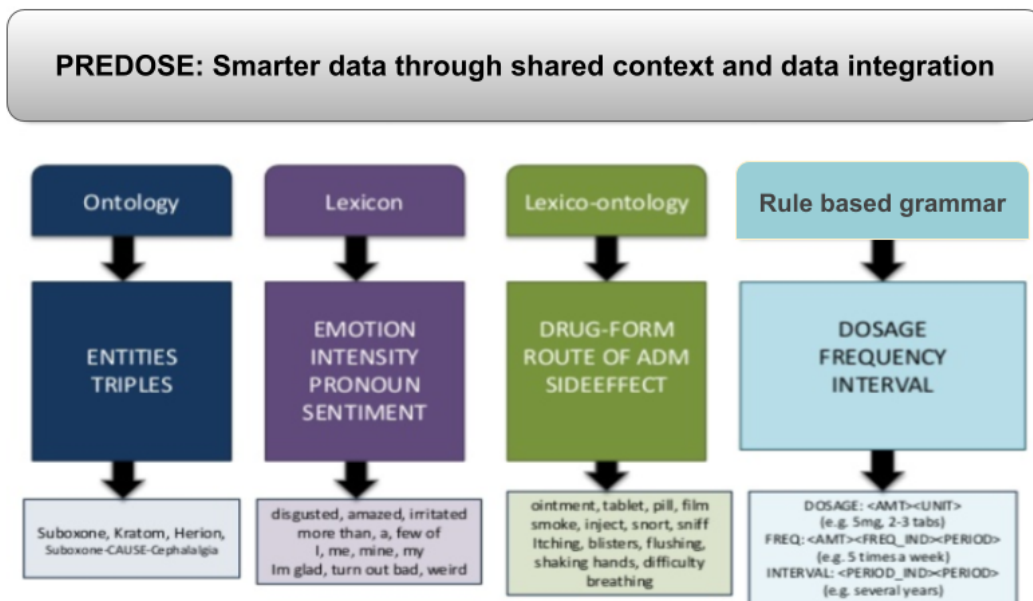 PREDOSE: Smarter data through shared context and data integration
Ontology
ENTITIES
TRIPLES
Suboxone, Kratom, Herion,
Suboxone-CAUSE-Cephalalgia
Lexicon
EMOTION
INTENSITY
PRONOUN
SENTIMENT
disgusted, amazed, irritated
more than, a, few of
I, me, mine, my
Im glad, turn out bad, weird
Lexico-ontology
DRUG-FORM
ROUTE OF ADM
SIDEEFFECT
ointment, tablet, pill, film
smoke, inject, snort, sniff
Itching, blisters, flushing,
shaking hands, difficulty
breathing
Rule based grammar
DOSAGE
FREQUENCY
INTERVAL
DOSAGE: <AMT><UNIT>
(e.g. 5mg, 2-3 tabs)
FREQ: <AMT><FREQ_IND><PERIOD>
(e.g. 5 times a week)
INTERVAL: <PERIOD_IND><PERIOD>
(e.g. several years)